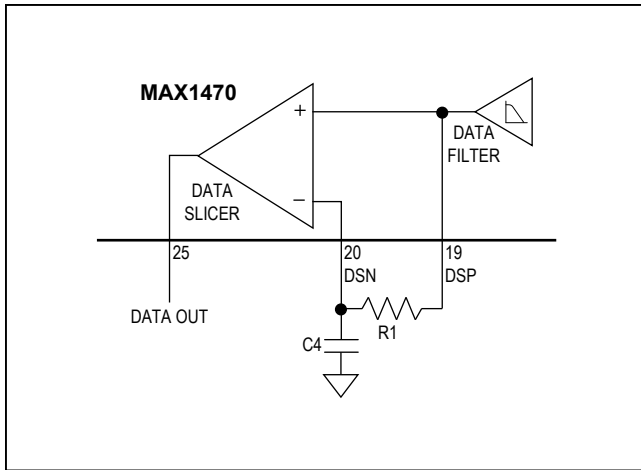 MAX1470
+
DATA
FILTER
DATA
SLICER
−
25
20
DSN
19
DSP
DATA OUT
R1
C4